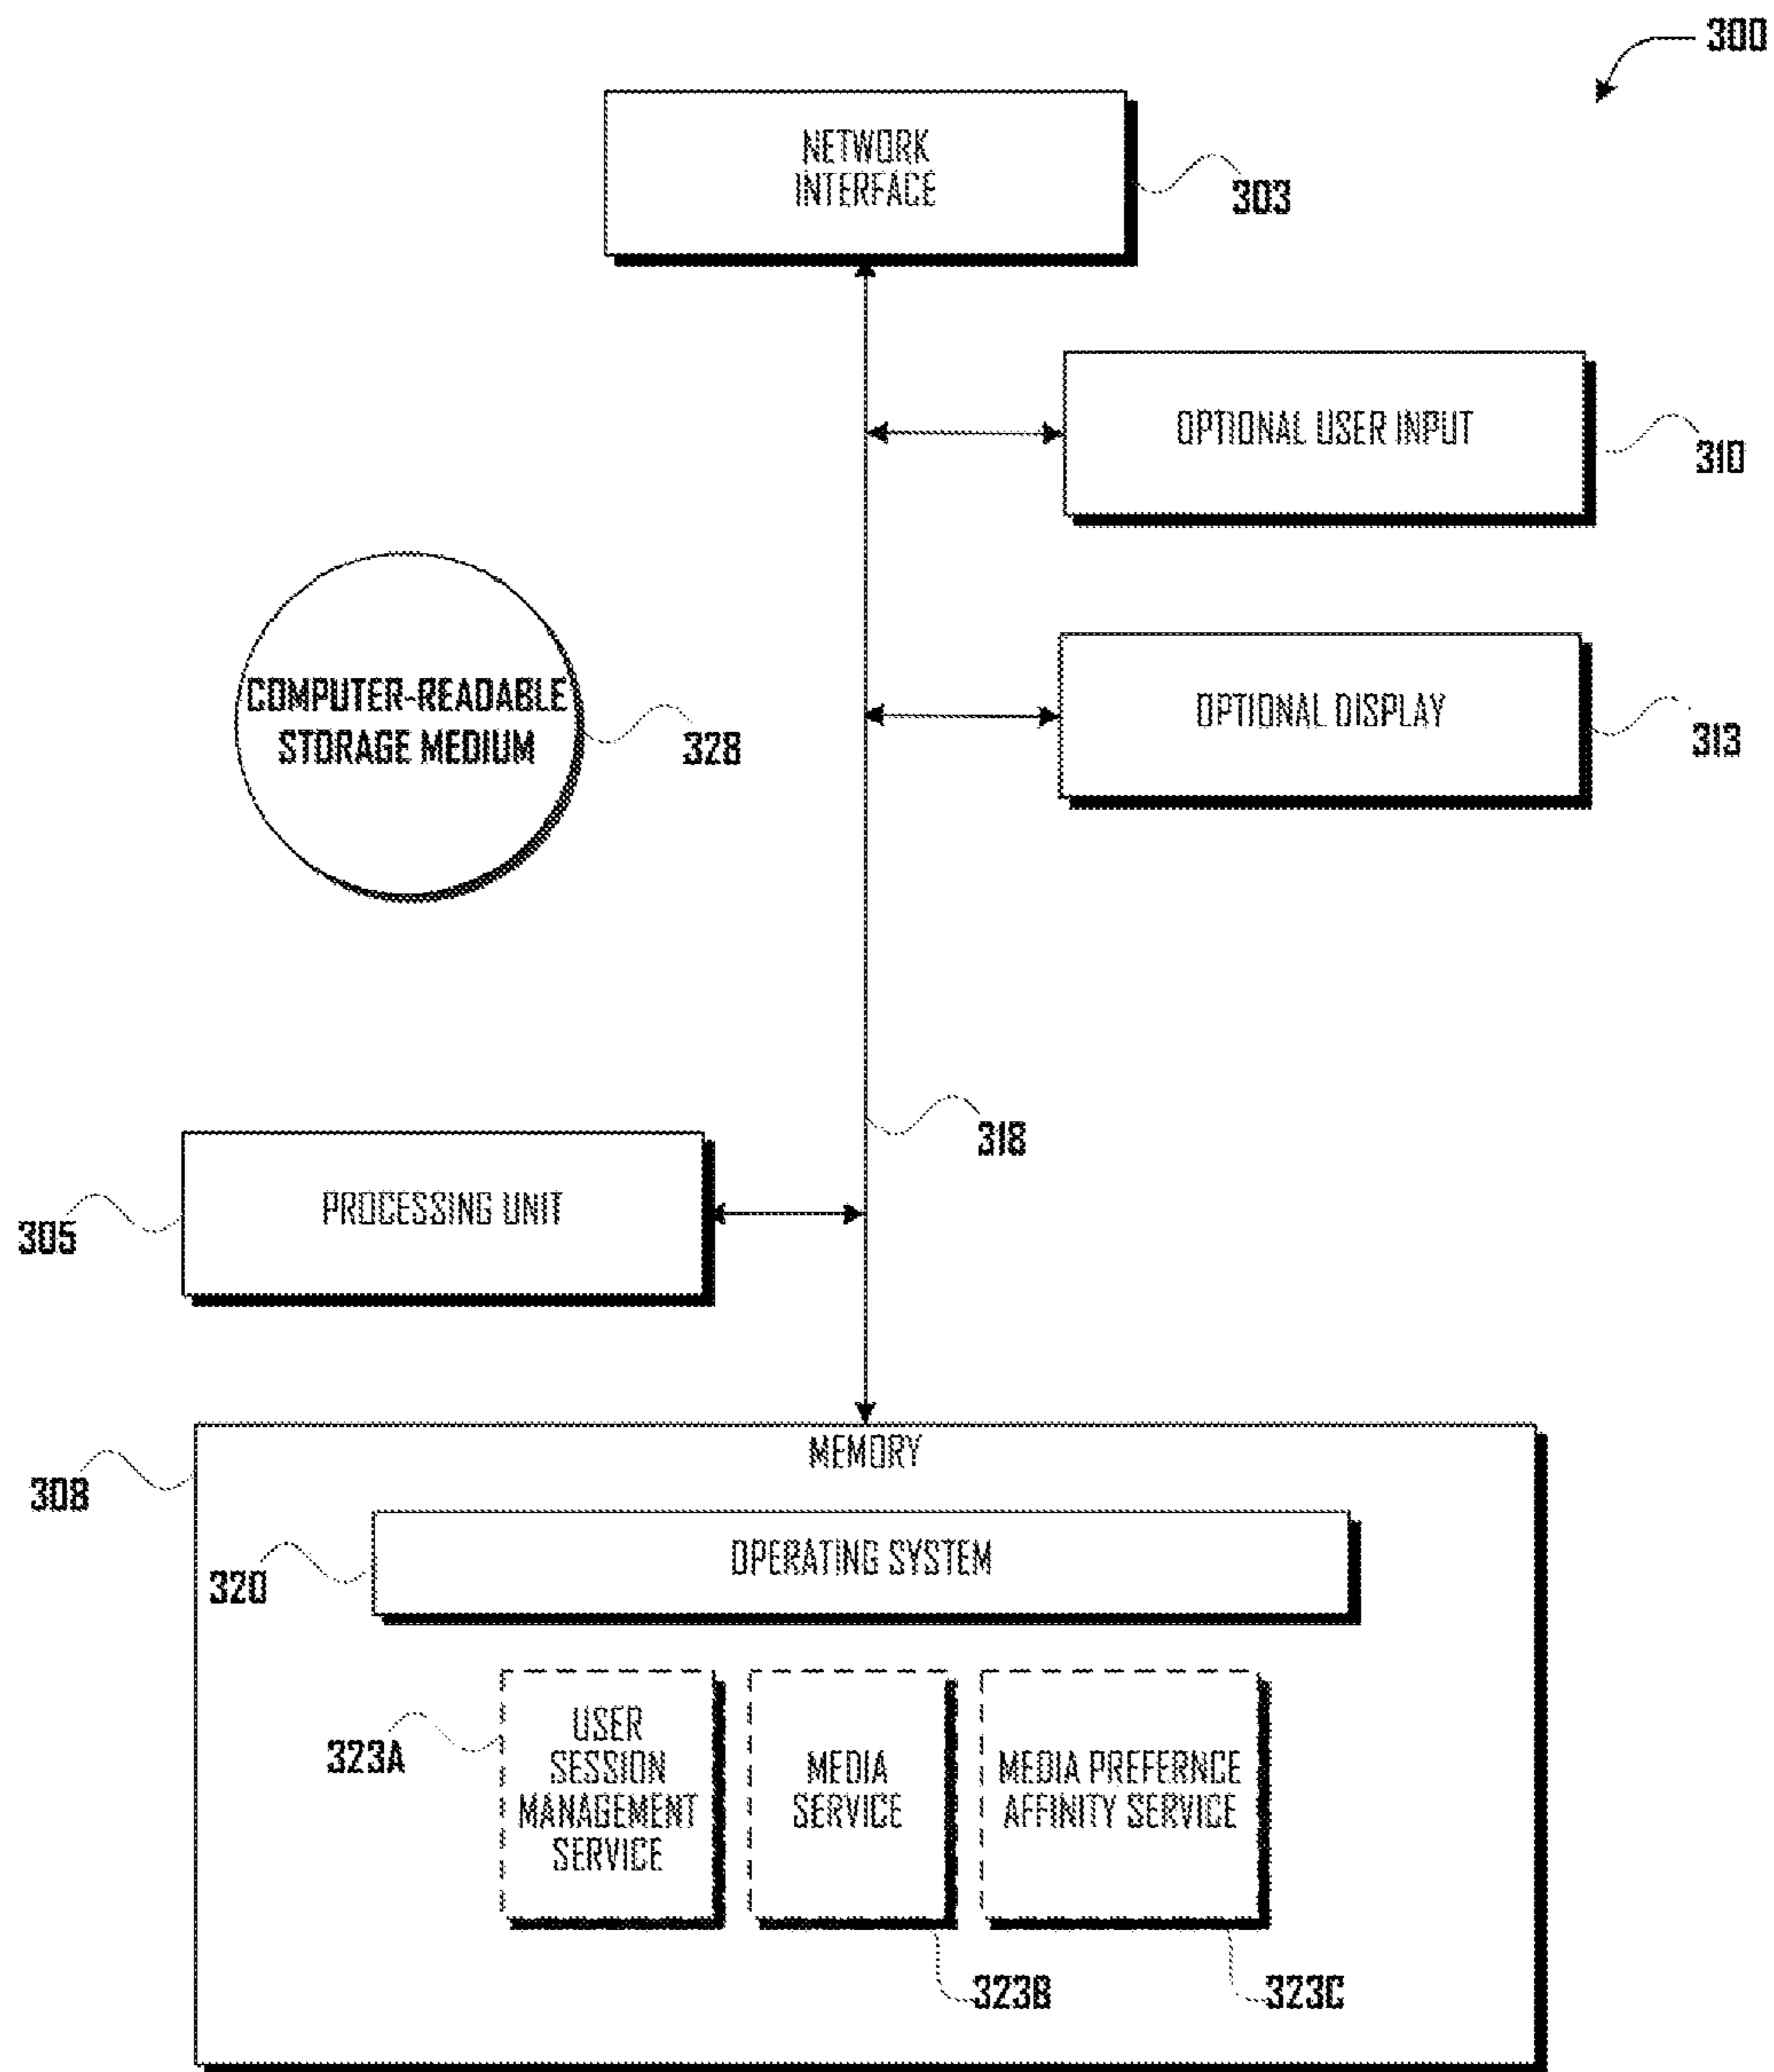 300
NETWORK
INTERFACE
303
OPTIONAL USER INPUT
310
COMPUTER-READABLE
STORAGE MEDIUM
328
OPTIONAL DISPLAY
313
318
PROCESSING UNIT
305
MEMORY
308
OPERATING SYSTEM
320
USER
SESSION
MANAGEMENT
SERVICE
323A
MEDIA
SERVICE
MEDIA PREFERNCE
AFFINITY SERVICE
323B
323C